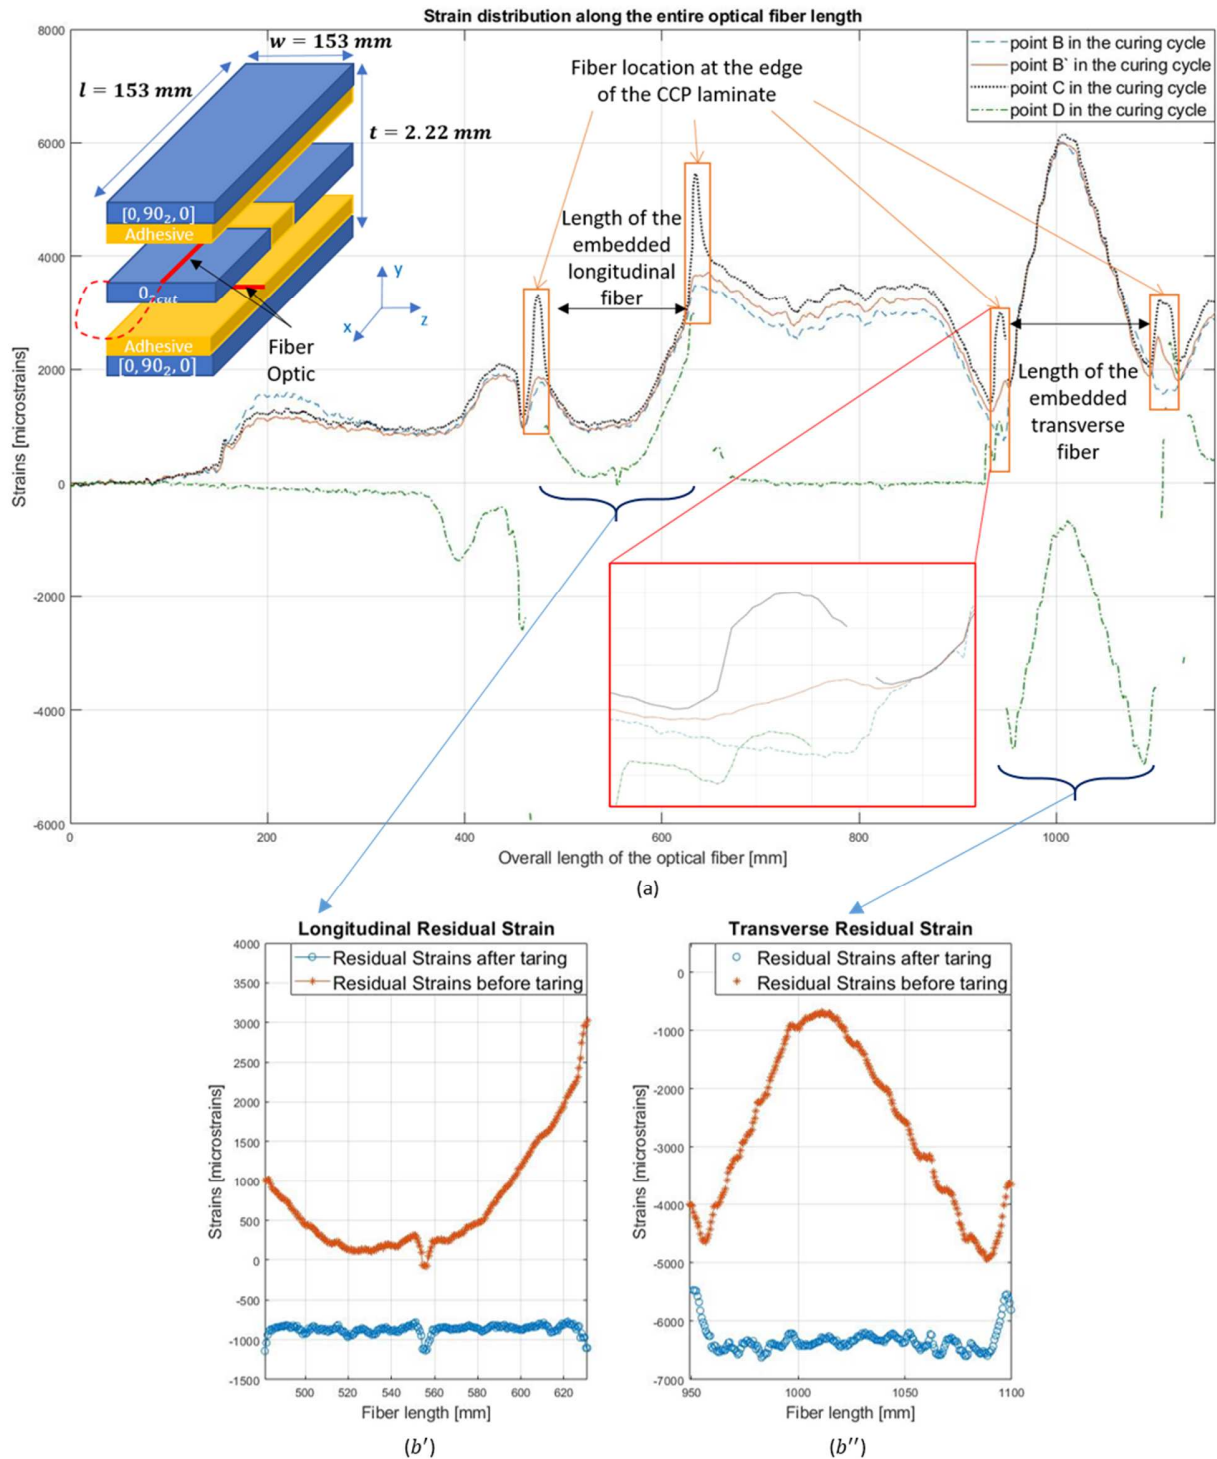 Strain distribution along the entire optical fiber length
8000
6000
4000
2000
0
-2000
-4000
-6000
Strains [microstrains]
w = 153 mm
l = 153 mm
t = 2.22 mm
[0, 90₂, 0]
Adhesive
Adhesive
[0, 90₂, 0]
y
x
z
Fiber
Optic
Fiber location at the edge
of the CCP laminate
point B in the curing cycle
point B` in the curing cycle
point C in the curing cycle
point D in the curing cycle
Length of the
embedded
longitudinal
fiber
Length of the
embedded
transverse
fiber
0 200 400 600 800 1000
Overall length of the optical fiber [mm]
(a)
Longitudinal Residual Strain
Residual Strains after taring
Residual Strains before taring
4000
3500
3000
2500
2000
1500
1000
500
0
-500
-1000
-1500
Strains [microstrains]
500 520 540 560 580 600 620
Fiber length [mm]
(b′)
Transverse Residual Strain
Residual Strains after taring
Residual Strains before taring
0
-1000
-2000
-3000
-4000
-5000
-6000
-7000
Strains [microstrains]
950 1000 1050 1100
Fiber length [mm]
(b′′)